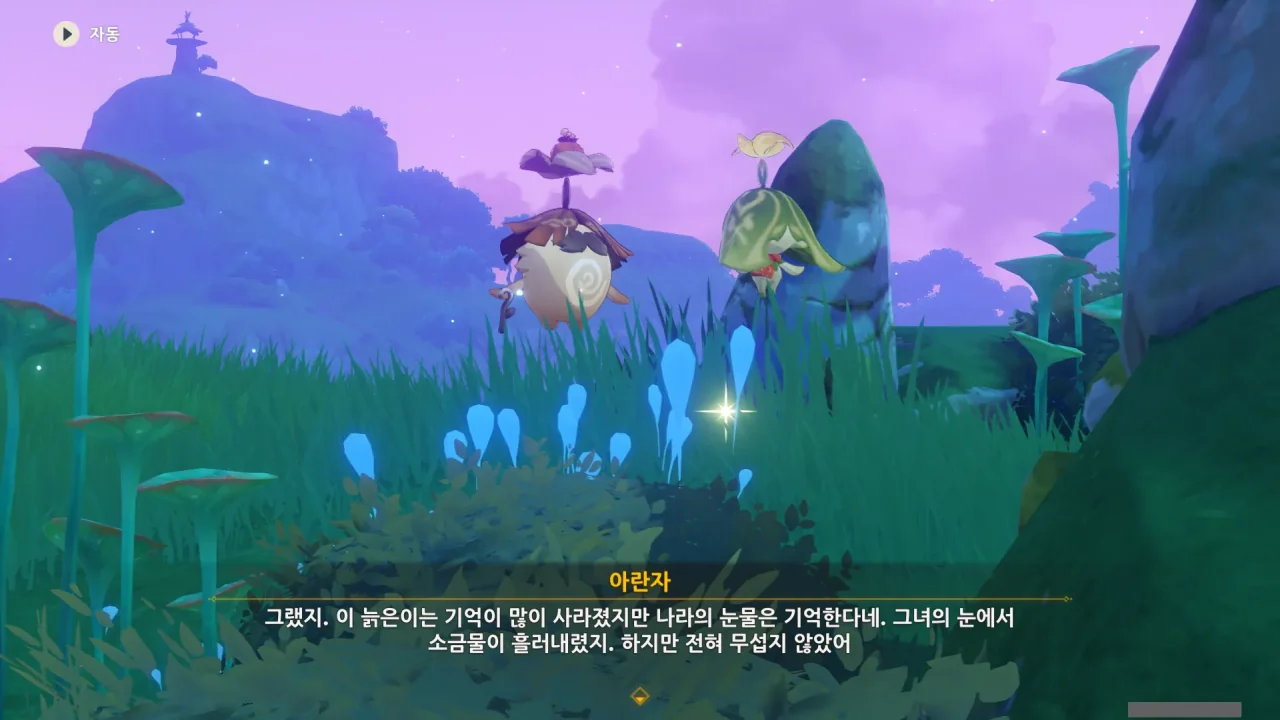 자동
아란자
그랬지. 이 늙은이는 기억이 많이 사라졌지만 나라의 눈물은 기억한다네. 그녀의 눈에서
소금물이 흘러내렸지. 하지만 전혀 무섭지 않았어